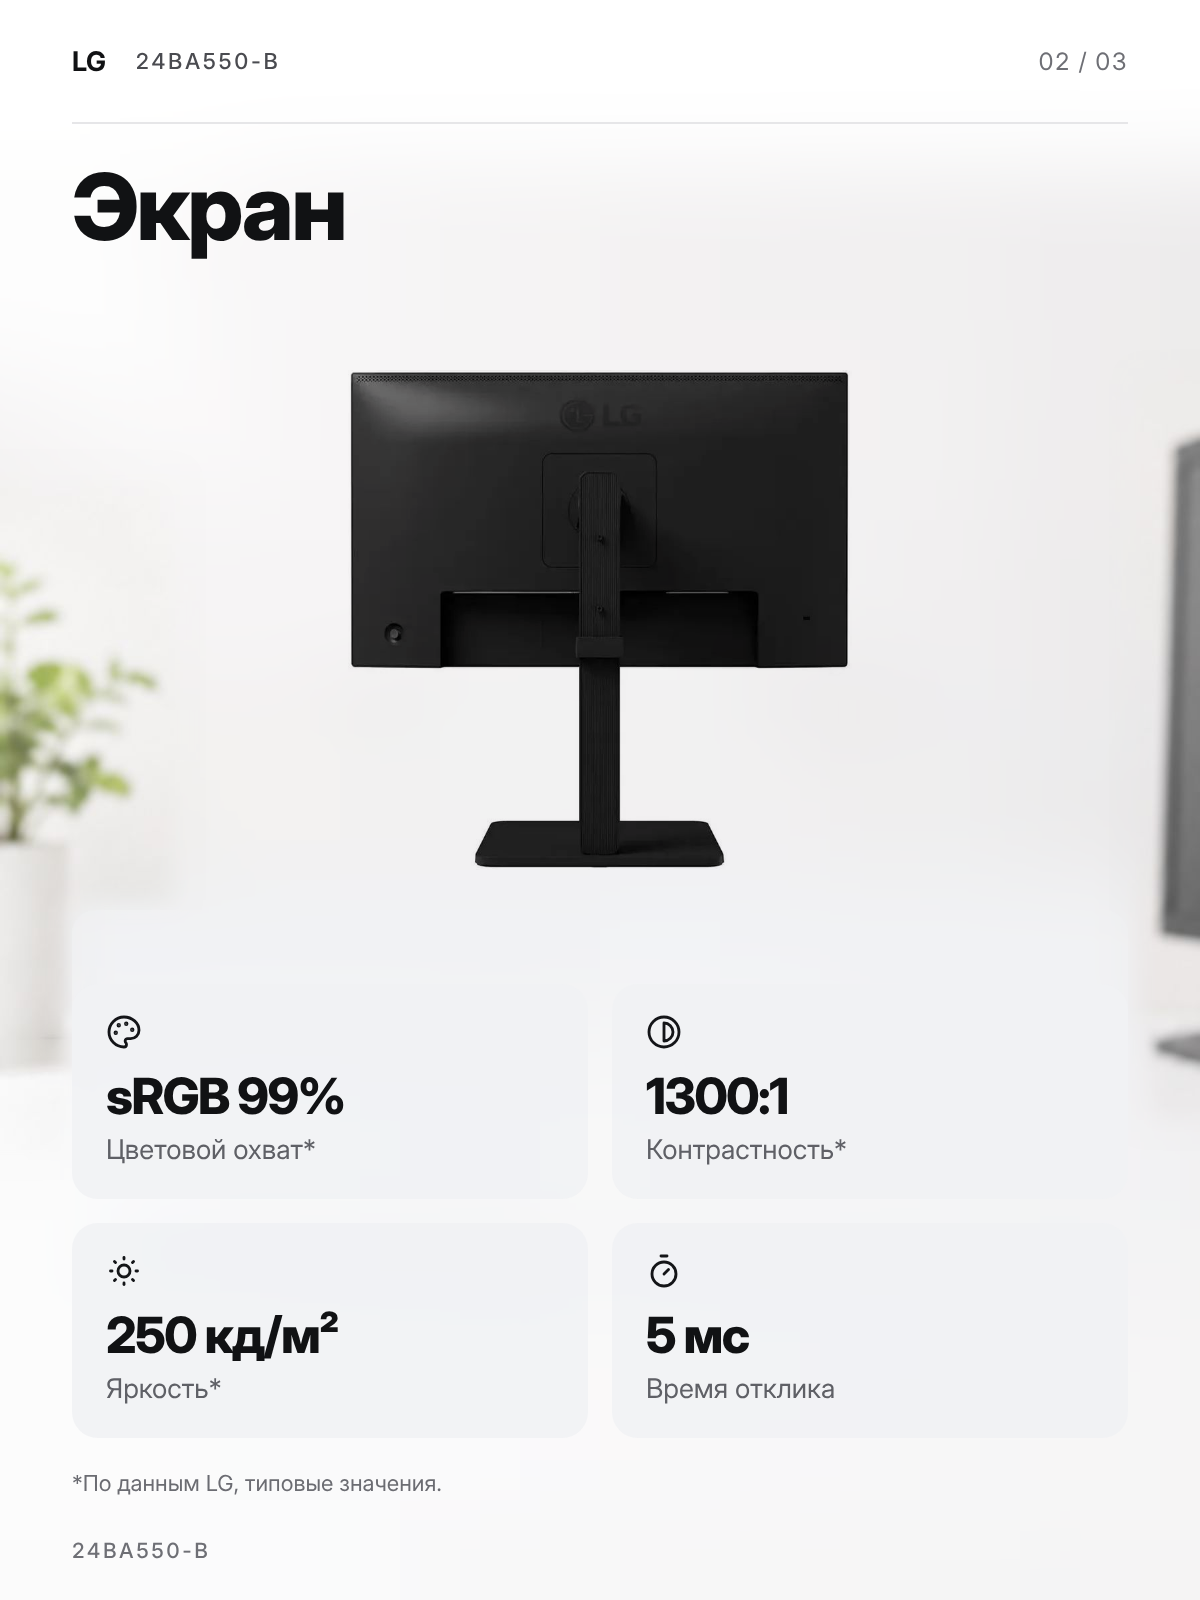 LG 24BA550-B 02 / 03
Экран
LG
sRGB 99%
Цветовой охват*
1300:1
Контрастность*
250 кд/м²
Яркость*
5 мс
Время отклика
*По данным LG, типовые значения.
24BA550-B